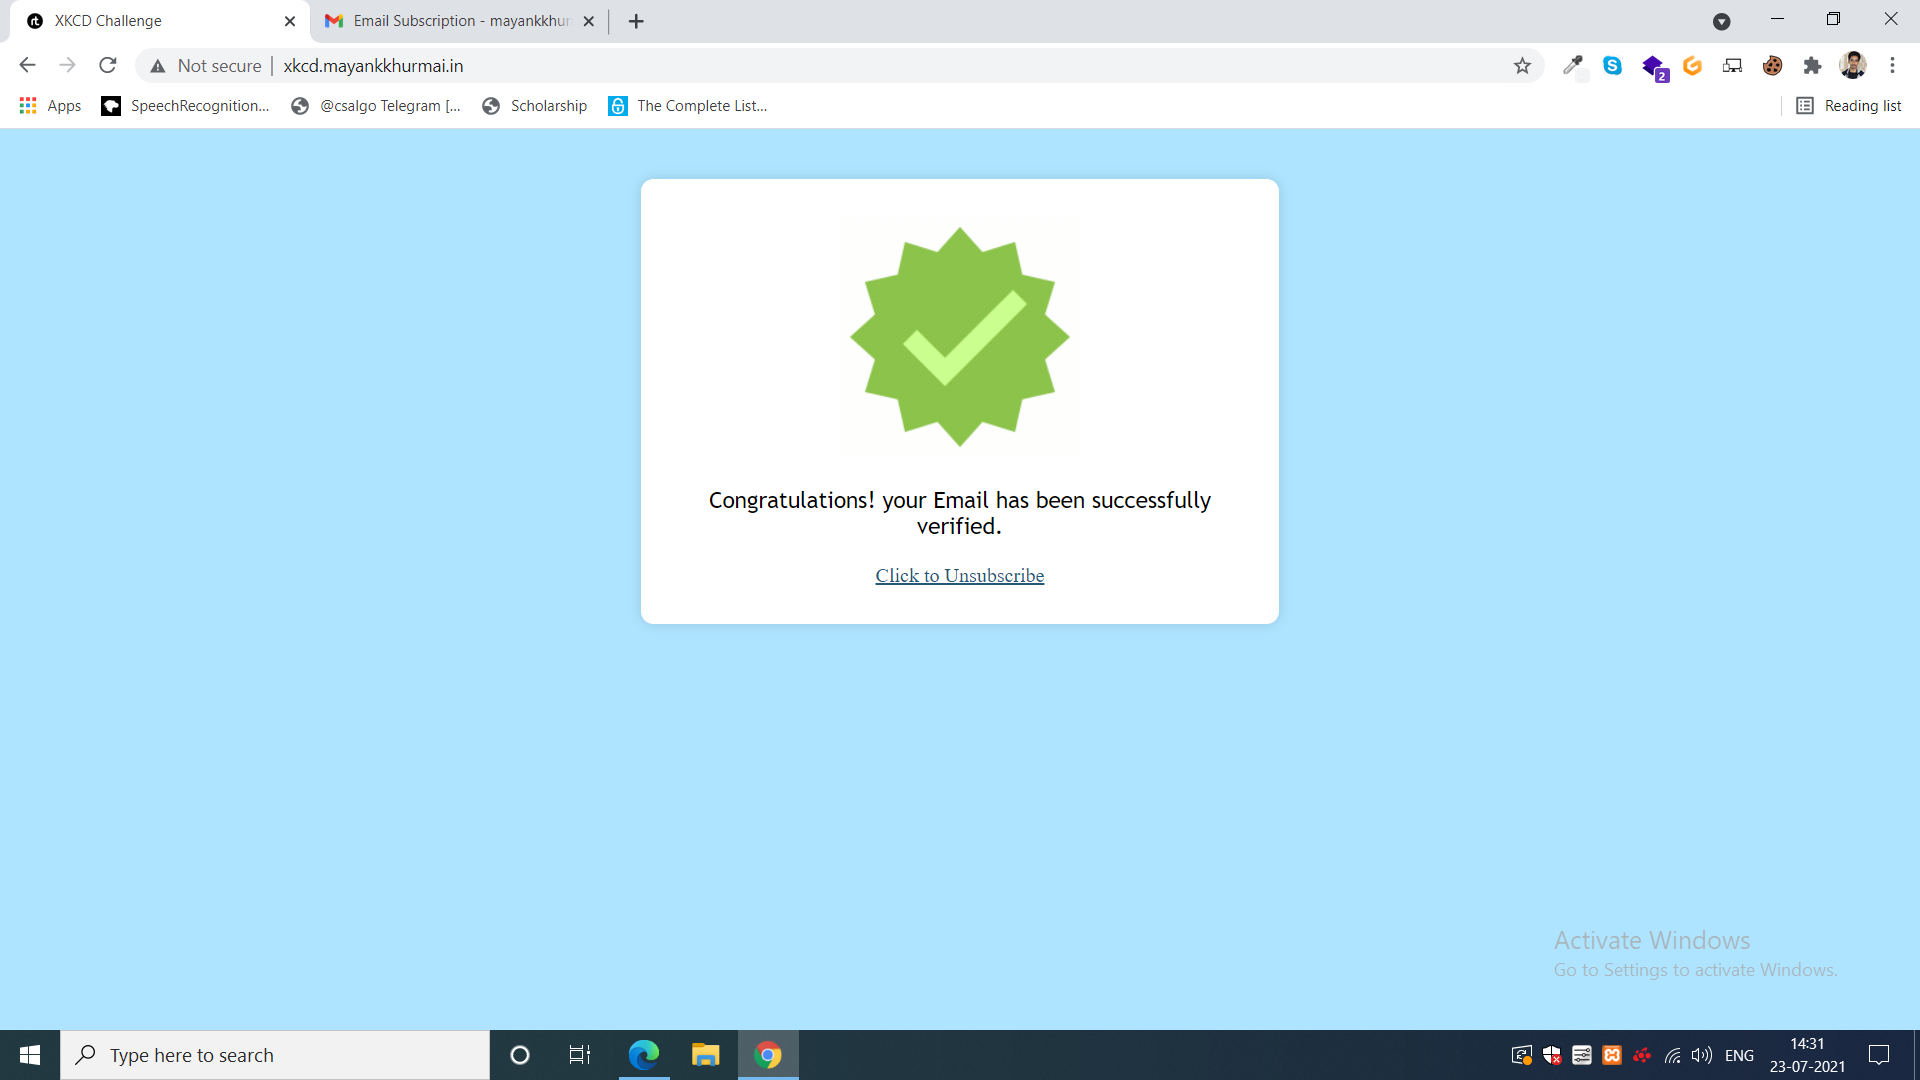 XKCD Challenge
Email Subscription - mayankkhur
Not secure
xkcd.mayankkhurmai.in
2
Apps
SpeechRecognition...
@csalgo Telegram [...
Scholarship
The Complete List...
Reading list
Congratulations! your Email has been successfully
verified.
Click to Unsubscribe
Activate Windows
Go to Settings to activate Windows.
Type here to search
ENG
14:31
23-07-2021